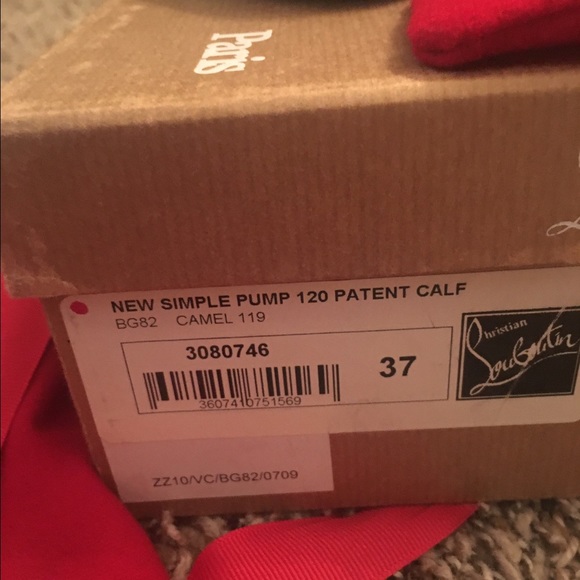 Paris
NEW SIMPLE PUMP 120 PATENT CALF
BG82 CAMEL 119
3080746
37
3607410751569
Christian
Louboutin
ZZ10/VC/BG82/0709